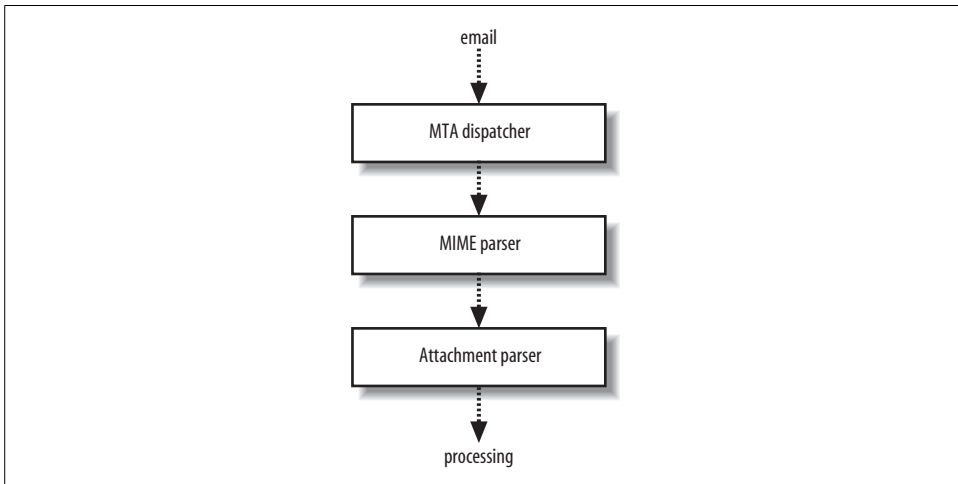 email
MTA dispatcher
MIME parser
Attachment parser
processing